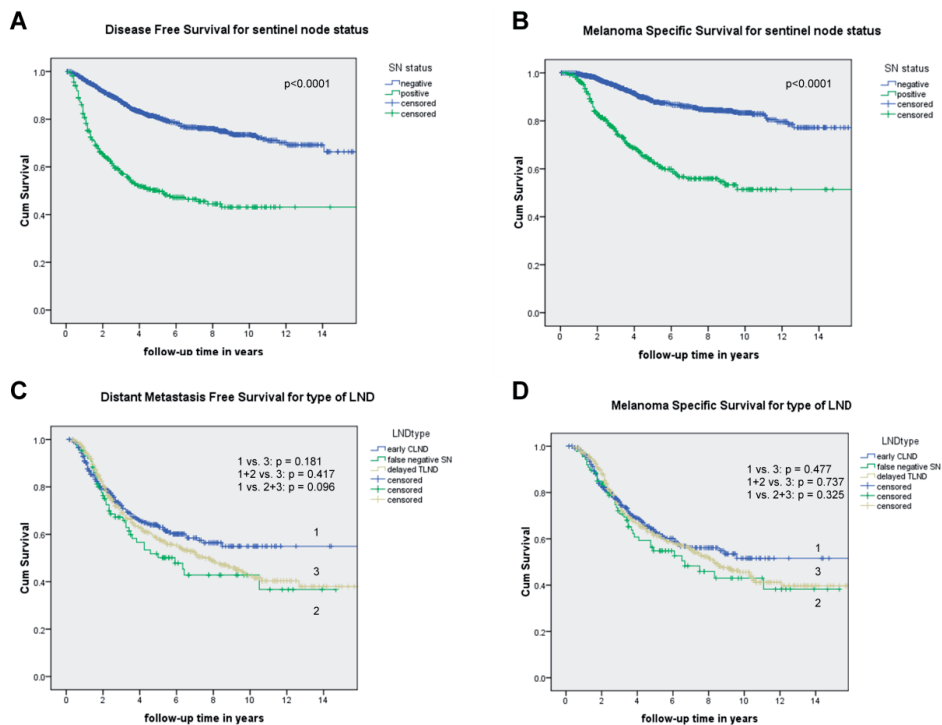 A
Disease Free Survival for sentinel node status
Cum Survival
1.0
0.8
0.6
0.4
0.2
0.0
p<0.0001
SN status
negative
positive
censored
censored
0 2 4 6 8 10 12 14
follow-up time in years
B
Melanoma Specific Survival for sentinel node status
Cum Survival
1.0
0.8
0.6
0.4
0.2
0.0
p<0.0001
SN status
negative
positive
censored
censored
0 2 4 6 8 10 12 14
follow-up time in years
C
Distant Metastasis Free Survival for type of LND
Cum Survival
1.0
0.8
0.6
0.4
0.2
0.0
1 vs. 3: p = 0.181
1+2 vs. 3: p = 0.417
1 vs. 2+3: p = 0.096
1
3
2
LNDtype
early CLND
false negative SN
delayed TLND
censored
censored
censored
0 2 4 6 8 10 12 14
follow-up time in years
D
Melanoma Specific Survival for type of LND
Cum Survival
1.0
0.8
0.6
0.4
0.2
0.0
1 vs. 3: p = 0.477
1+2 vs. 3: p = 0.737
1 vs. 2+3: p = 0.325
1
3
2
LNDtype
early CLND
false negative SN
delayed TLND
censored
censored
censored
0 2 4 6 8 10 12 14
follow-up time in years